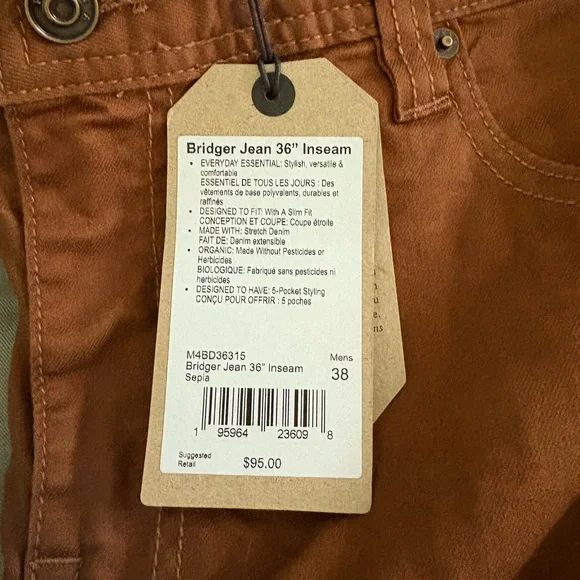 Bridger Jean 36" Inseam
• EVERYDAY ESSENTIAL: Stylish, versatile &
comfortable
ESSENTIEL DE TOUS LES JOURS : Des
vêtements de base polyvalents, durables et
raffinés
• DESIGNED TO FIT: With A Slim Fit
CONCEPTION ET COUPE: Coupe étroite
• MADE WITH: Stretch Denim
FAIT DE: Denim extensible
• ORGANIC: Made Without Pesticides or
Herbicides
BIOLOGIQUE: Fabriqué sans pesticides ni
herbicides
• DESIGNED TO HAVE: 5-Pocket Styling
CONÇU POUR OFFRIR : 5 poches
M4BD36315 Mens
Bridger Jean 36" Inseam 38
Sepia
1 95964 23609 8
Suggested
Retail $95.00